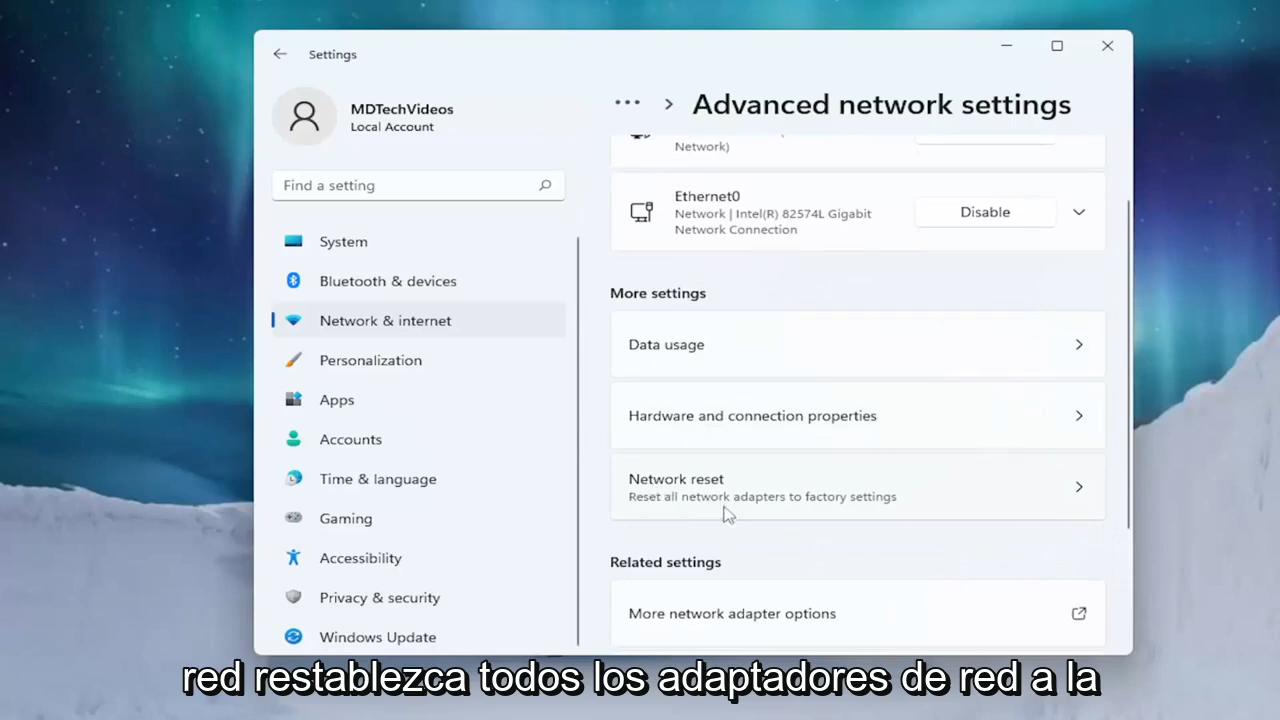 Settings
MDTechVideos
Local Account
Find a setting
System
Bluetooth & devices
Network & internet
Personalization
Apps
Accounts
Time & language
Gaming
Accessibility
Privacy & security
Windows Update
... > Advanced network settings
Network)
Ethernet0
Network | Intel(R) 82574L Gigabit
Network Connection
Disable
More settings
Data usage
Hardware and connection properties
Network reset
Reset all network adapters to factory settings
Related settings
More network adapter options
red restablezca todos los adaptadores de red a la